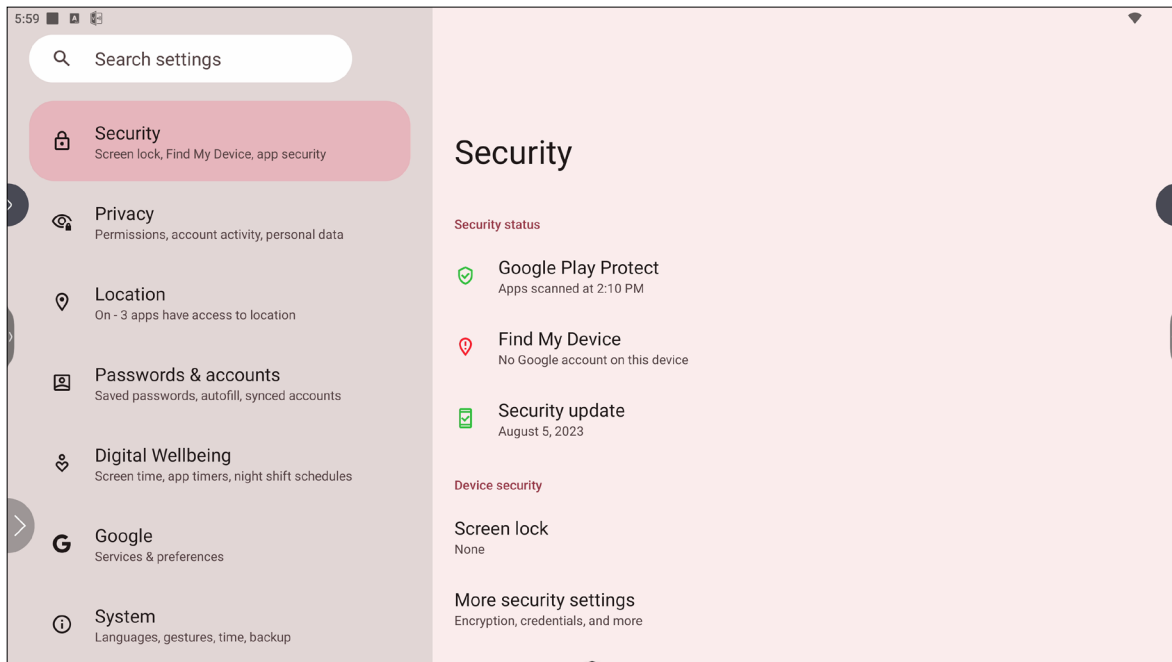 5:59
Search settings
Security
Screen lock, Find My Device, app security
Privacy
Permissions, account activity, personal data
Location
On - 3 apps have access to location
Passwords & accounts
Saved passwords, autofill, synced accounts
Digital Wellbeing
Screen time, app timers, night shift schedules
Google
Services & preferences
System
Languages, gestures, time, backup
Security
Security status
Google Play Protect
Apps scanned at 2:10 PM
Find My Device
No Google account on this device
Security update
August 5, 2023
Device security
Screen lock
None
More security settings
Encryption, credentials, and more